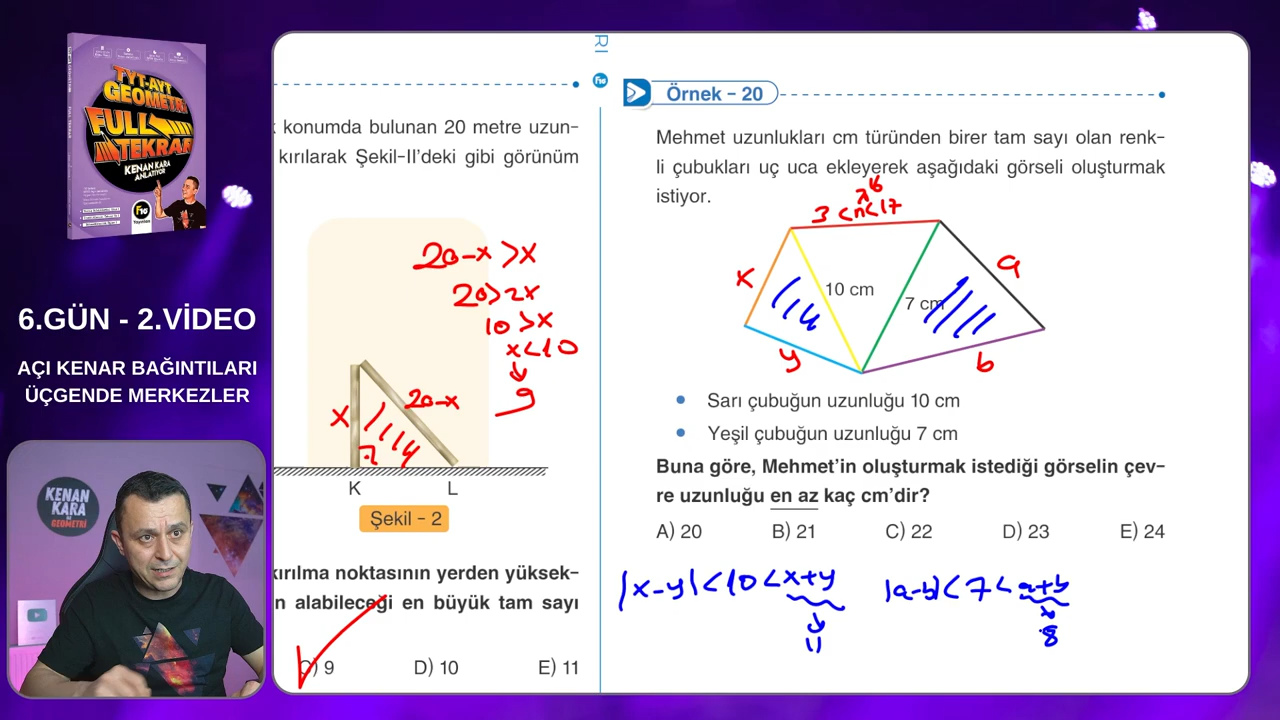 TYT-AYT
GEOMETRİ
FULL
TEKRAR
KENAN KARA
ANLATIYOR
F10
Yayınları
6.GÜN - 2.VİDEO
AÇI KENAR BAĞINTILARI
ÜÇGENDE MERKEZLER
KENAN
KARA
GEOMETRİ
konumda bulunan 20 metre uzun-
kırılarak Şekil-II'deki gibi görünüm
20-x >x
20>2x
10 >x
x<10
9
x
20-x
K
L
Şekil - 2
kırılma noktasının yerden yüksek-
n alabileceği en büyük tam sayı
C) 9
D) 10
E) 11
RI
F10
Örnek - 20
Mehmet uzunlukları cm türünden birer tam sayı olan renk-
li çubukları uç uca ekleyerek aşağıdaki görseli oluşturmak
istiyor.
3 <n<17
x
10 cm
7 cm
a
y
b
• Sarı çubuğun uzunluğu 10 cm
• Yeşil çubuğun uzunluğu 7 cm
Buna göre, Mehmet'in oluşturmak istediği görselin çev-
re uzunluğu en az kaç cm'dir?
A) 20
B) 21
C) 22
D) 23
E) 24
|x-y|<10<x+y
11
|a-b|<7<a+b
8